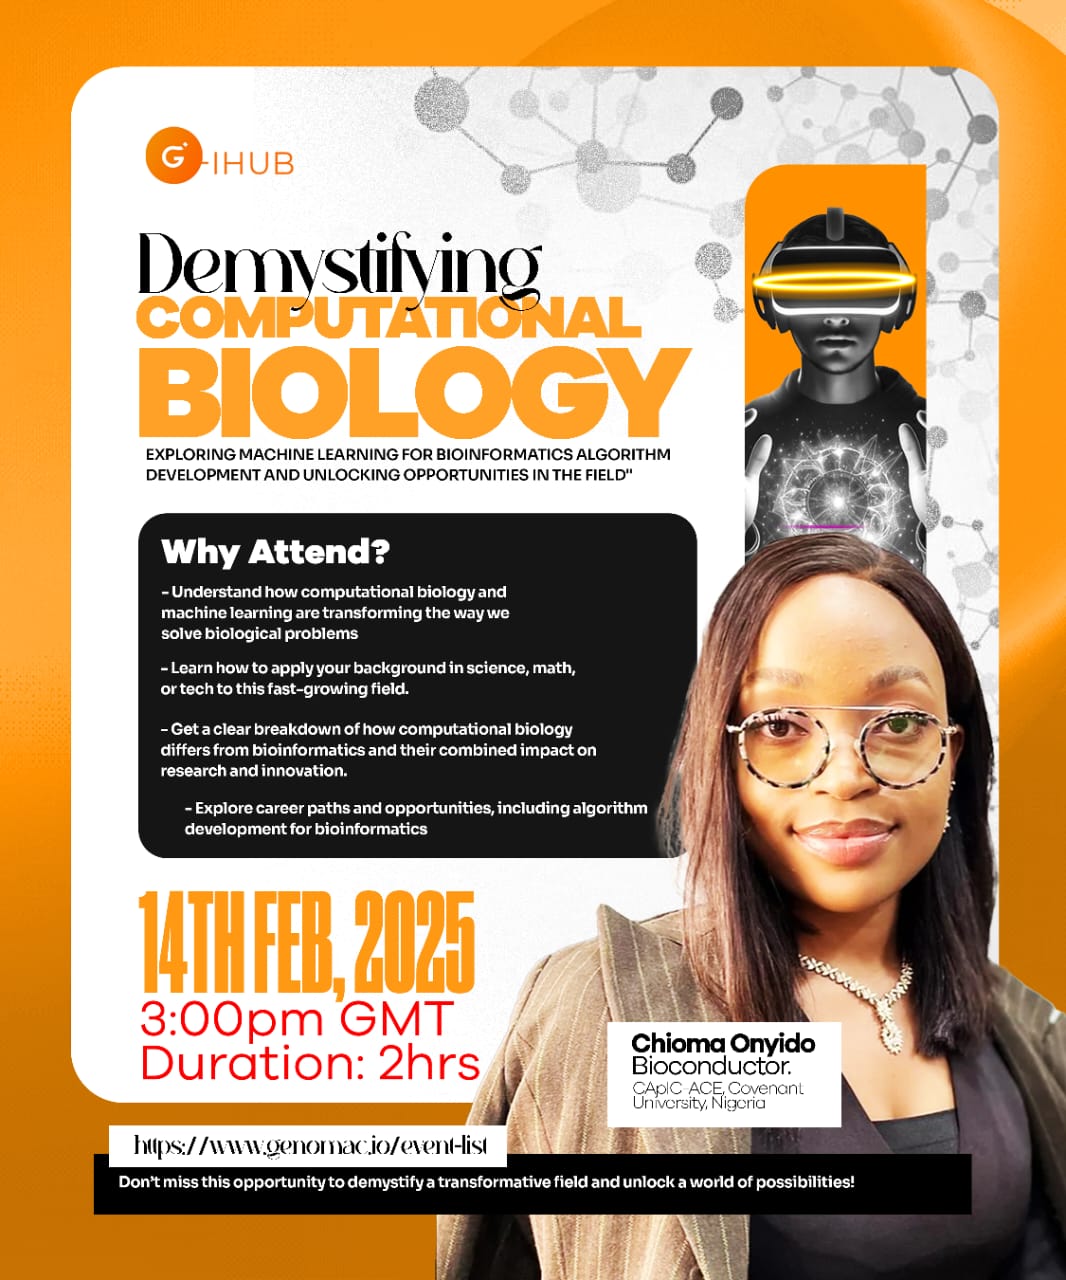 G
-IHUB
Demystifying
COMPUTATIONAL
BIOLOGY
EXPLORING MACHINE LEARNING FOR BIOINFORMATICS ALGORITHM
DEVELOPMENT AND UNLOCKING OPPORTUNITIES IN THE FIELD"
Why Attend?
- Understand how computational biology and
machine learning are transforming the way we
solve biological problems
- Learn how to apply your background in science, math,
or tech to this fast-growing field.
- Get a clear breakdown of how computational biology
differs from bioinformatics and their combined impact on
research and innovation.
- Explore career paths and opportunities, including algorithm
development for bioinformatics
14TH FEB, 2025
3:00pm GMT
Duration: 2hrs
Chioma Onyido
Bioconductor.
CApIC-ACE, Covenant
University, Nigeria
https://www.genomac.io/event-list
Don't miss this opportunity to demystify a transformative field and unlock a world of possibilities!